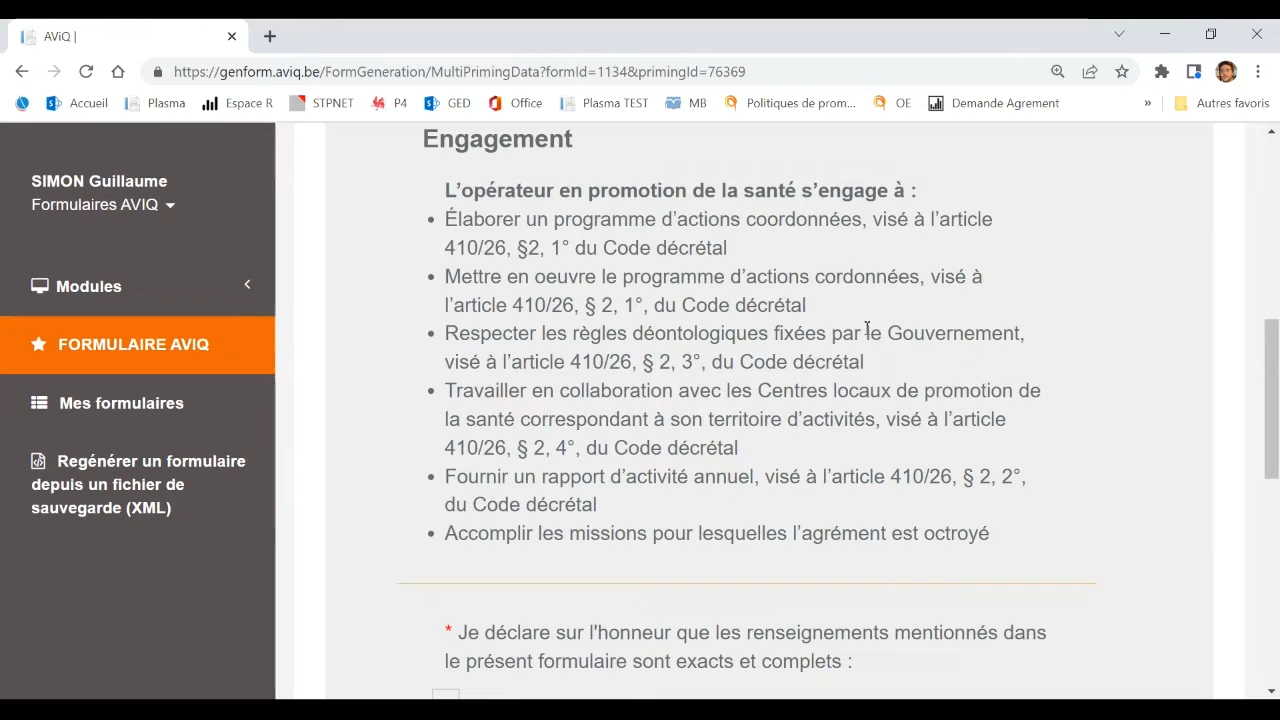 AViQ |
https://genform.aviq.be/FormGeneration/MultiPrimingData?formId=1134&primingId=76369
Accueil Plasma Espace R STPNET P4 GED Office Plasma TEST MB Politiques de prom... OE Demande Agrement » Autres favoris
SIMON Guillaume
Formulaires AVIQ
Modules
FORMULAIRE AVIQ
Mes formulaires
Regénérer un formulaire
depuis un fichier de
sauvegarde (XML)
Engagement
L’opérateur en promotion de la santé s’engage à :
• Élaborer un programme d’actions coordonnées, visé à l’article
410/26, §2, 1° du Code décrétal
• Mettre en oeuvre le programme d’actions cordonnées, visé à
l’article 410/26, § 2, 1°, du Code décrétal
• Respecter les règles déontologiques fixées par le Gouvernement,
visé à l’article 410/26, § 2, 3°, du Code décrétal
• Travailler en collaboration avec les Centres locaux de promotion de
la santé correspondant à son territoire d’activités, visé à l’article
410/26, § 2, 4°, du Code décrétal
• Fournir un rapport d’activité annuel, visé à l’article 410/26, § 2, 2°,
du Code décrétal
• Accomplir les missions pour lesquelles l’agrément est octroyé
* Je déclare sur l'honneur que les renseignements mentionnés dans
le présent formulaire sont exacts et complets :